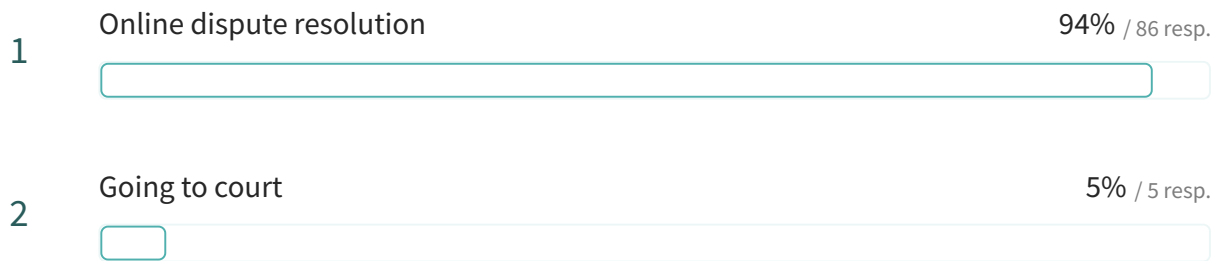 1
Online dispute resolution 94% / 86 resp.
2
Going to court 5% / 5 resp.